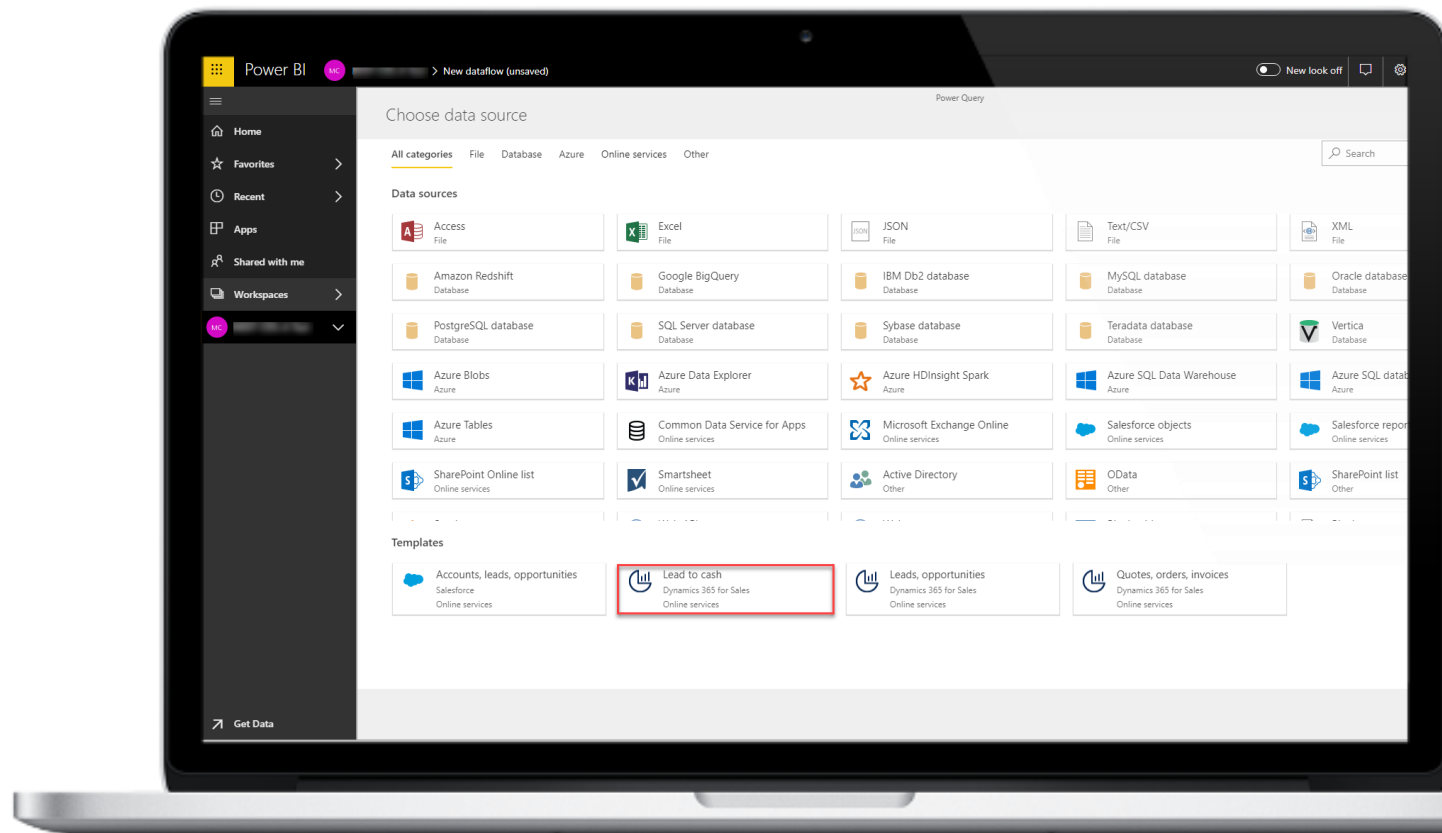 Power BI
MC
> New dataflow (unsaved)
New look off
Power Query
Choose data source
Home
Favorites
Recent
Apps
Shared with me
Workspaces
MC
Get Data
All categories File Database Azure Online services Other
Search
Data sources
Access
File
Excel
File
JSON
JSON
File
Text/CSV
File
XML
File
Amazon Redshift
Database
Google BigQuery
Database
IBM Db2 database
Database
MySQL database
Database
Oracle database
Database
PostgreSQL database
Database
SQL Server database
Database
Sybase database
Database
Teradata database
Database
Vertica
Database
Azure Blobs
Azure
Azure Data Explorer
Azure
Azure HDInsight Spark
Azure
Azure SQL Data Warehouse
Azure
Azure SQL datab
Azure
Azure Tables
Azure
Common Data Service for Apps
Online services
Microsoft Exchange Online
Online services
Salesforce objects
Online services
Salesforce repor
Online services
SharePoint Online list
Online services
Smartsheet
Online services
Active Directory
Other
OData
Other
SharePoint list
Other
Templates
Accounts, leads, opportunities
Salesforce
Online services
Lead to cash
Dynamics 365 for Sales
Online services
Leads, opportunities
Dynamics 365 for Sales
Online services
Quotes, orders, invoices
Dynamics 365 for Sales
Online services